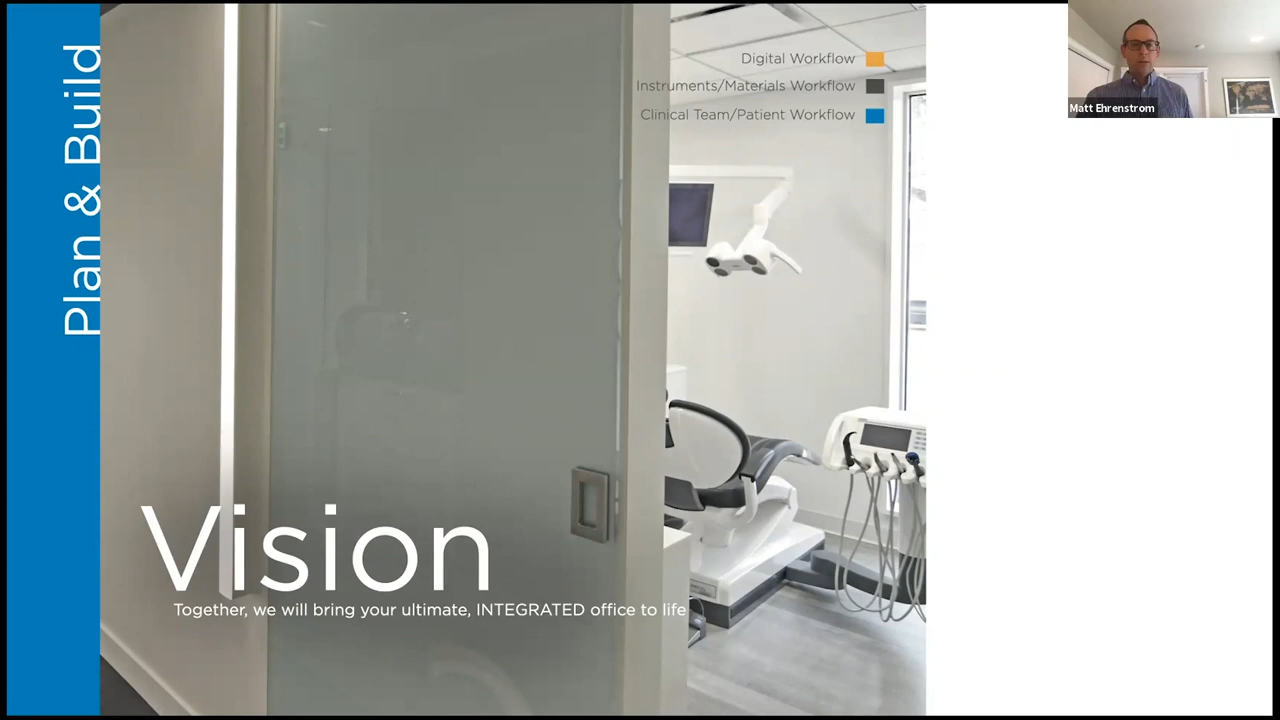 Plan & Build
Digital Workflow
Instruments/Materials Workflow
Clinical Team/Patient Workflow
Matt Ehrenstrom
Vision
Together, we will bring your ultimate, INTEGRATED office to life